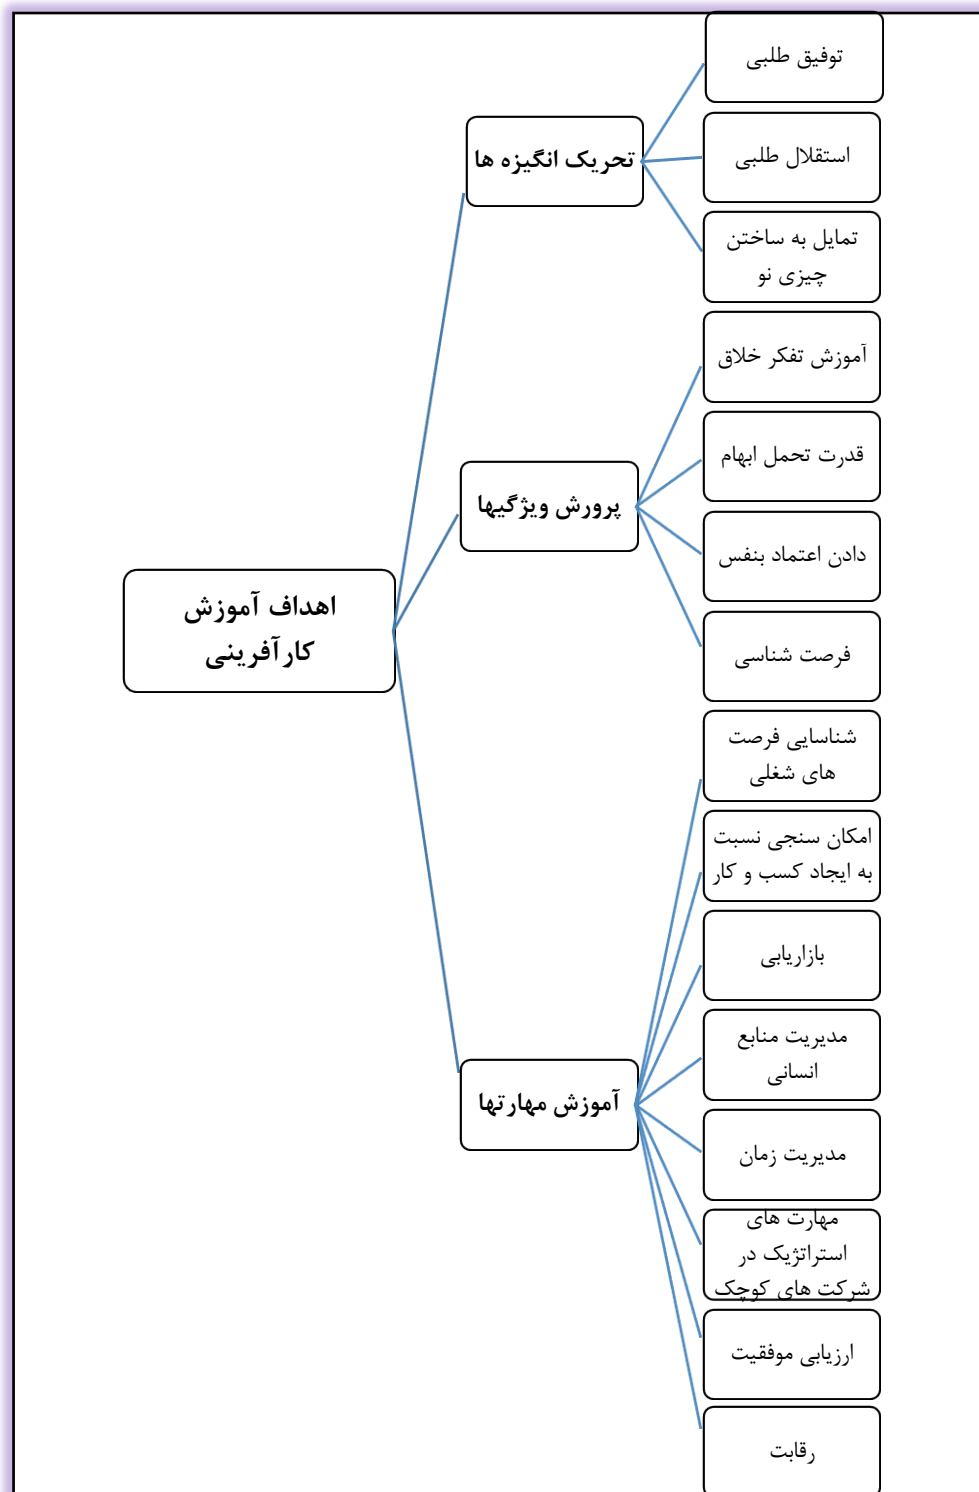 اهداف آموزش
کارآفرینی
تحریک انگیزه ها
توفیق طلبی
استقلال طلبی
تمایل به ساختن
چیزی نو
پرورش ویژگیها
آموزش تفکر خلاق
قدرت تحمل ابهام
دادن اعتماد بنفس
فرصت شناسی
آموزش مهارتها
شناسایی فرصت
های شغلی
امکان سنجی نسبت
به ایجاد کسب و کار
بازاریابی
مدیریت منابع
انسانی
مدیریت زمان
مهارت های
استراتژیک در
شرکت های کوچک
ارزیابی موفقیت
رقابت